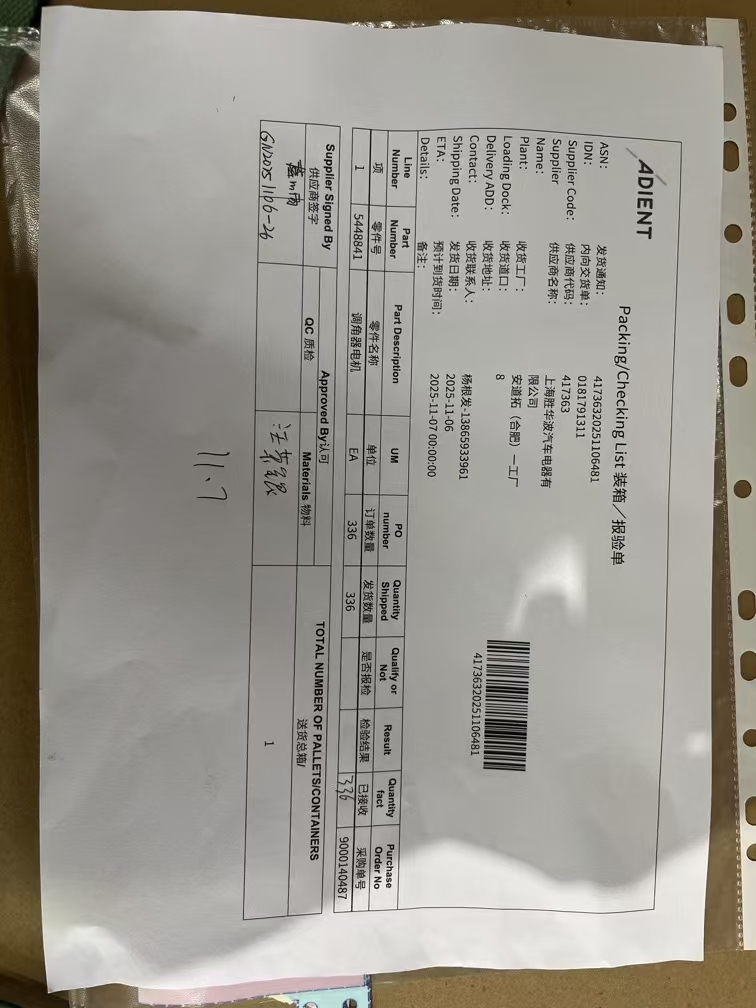 ADIENT
Packing/Checking List 装箱／报验单
ASN: 发货通知: 41736320251106481
IDN: 内向交货单: 0181791311
Supplier Code: 供应商代码: 417363
Supplier Name: 供应商名称: 上海胜华波汽车电器有限公司
Plant: 收货工厂: 安道拓（合肥）一工厂
Loading Dock: 收货道口: 8
Delivery ADD: 收货地址:
Contact: 收货联系人: 杨根发-13865933961
Shipping Date: 发货日期: 2025-11-06
ETA: 预计到货时间: 2025-11-07 00:00:00
Details: 备注:
41736320251106481
Line Number Part Number Part Description UM PO number Quantity Shipped Qualify or Not Result Quantity fact Purchase Order No
项 零件号 零件名称 单位 订单数量 发货数量 是否报检 检验结果 已接收 采购单号
1 5448841 调角器电机 EA 336 336 336 9000140487
Supplier Signed By 供应商签字 Approved By认可 TOTAL NUMBER OF PALLETS/CONTAINERS
QC 质检 Materials 物料 送货总箱/
GN20251106-26 1
11.7